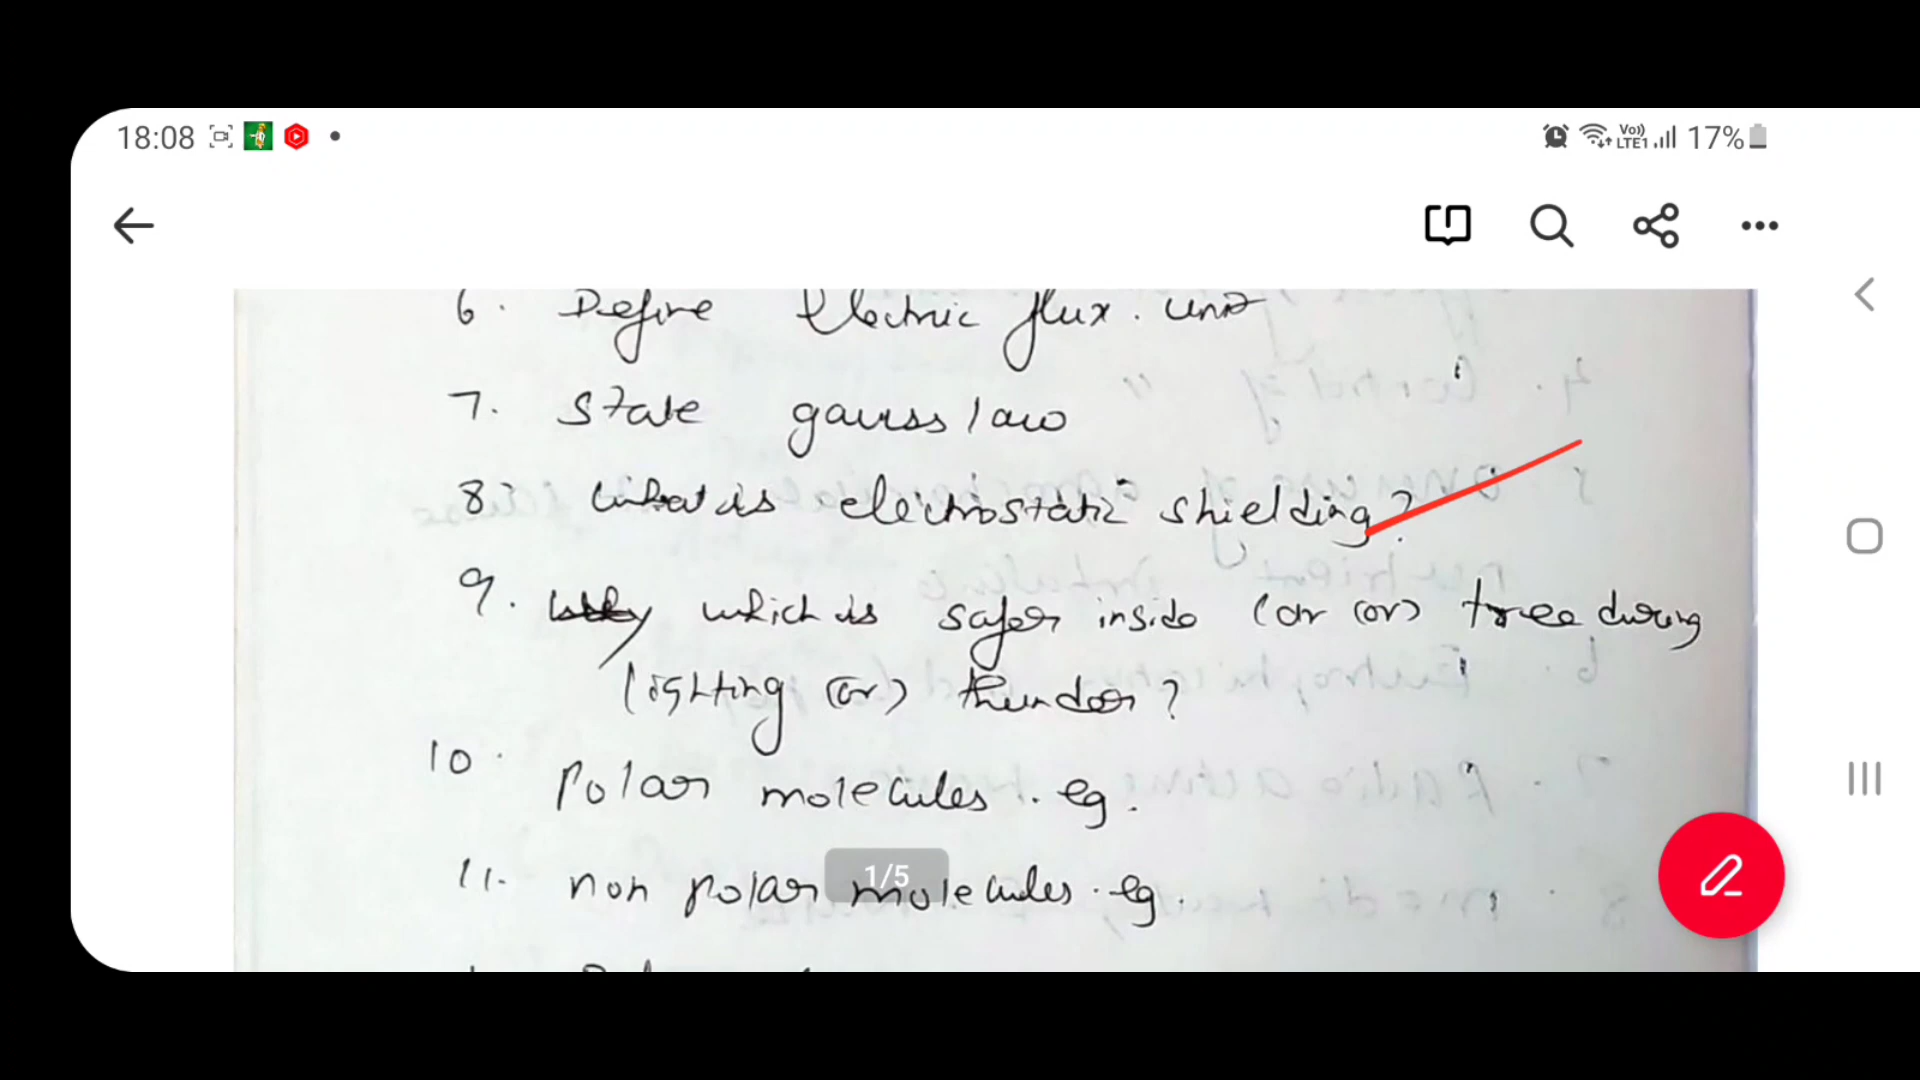 18:08
Vo)) LTE1 17%
6. Define Electric flux. unit
7. State gauss law
8. What is electrostatic shielding?
9. which is safer inside car (or) tree during
lighting (or) thunder?
10. Polar molecules. eg.
1/5
11. non polar molecules. eg.